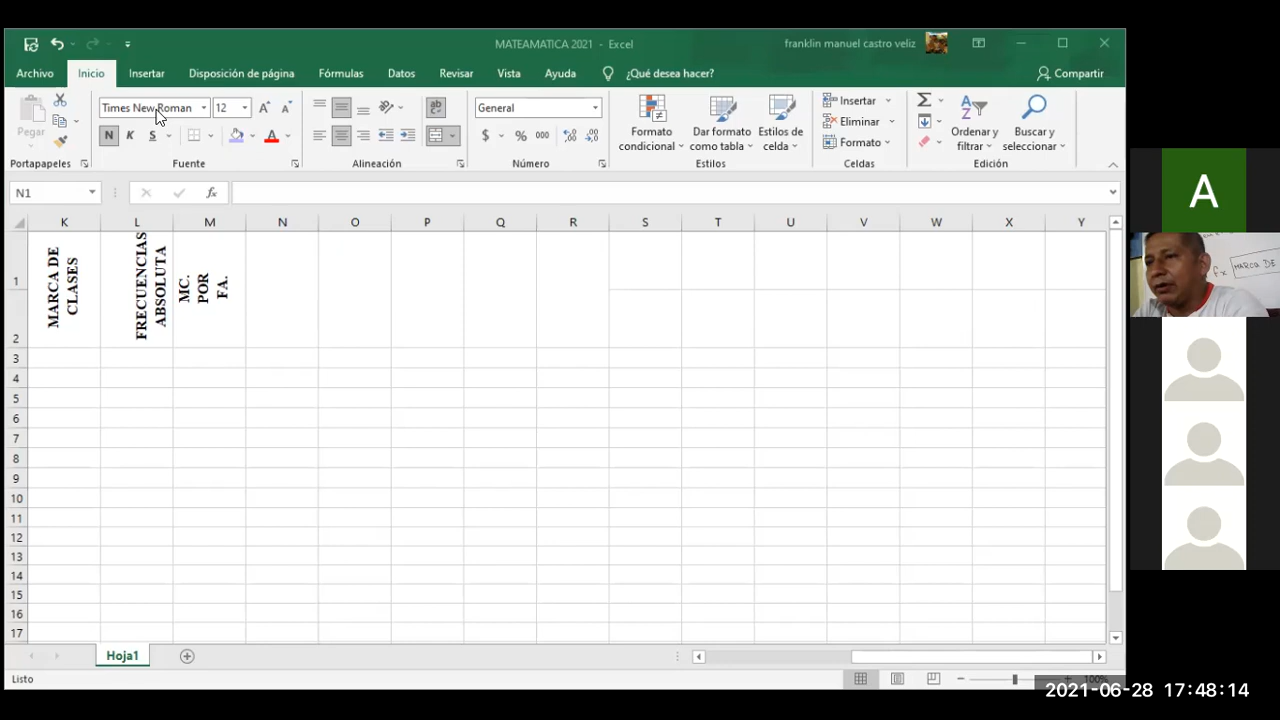 MATEAMATICA 2021 - Excel
franklin manuel castro veliz
Archivo Inicio Insertar Disposición de página Fórmulas Datos Revisar Vista Ayuda ¿Qué desea hacer? Compartir
Pegar
Times New Roman 12
N K S
General
$ % 000
Formato condicional
Dar formato como tabla
Estilos de celda
Insertar
Eliminar
Formato
Ordenar y filtrar
Buscar y seleccionar
Portapapeles Fuente Alineación Número Estilos Celdas Edición
N1 fx
K L M N O P Q R S T U V W X Y
1
2
MARCA DE
CLASES
FRECUENCIAS
ABSOLUTA
MC.
POR
FA.
3
4
5
6
7
8
9
10
11
12
13
14
15
16
17
Hoja1
Listo
100%
2021-06-28 17:48:14
A
fx MARCA DE